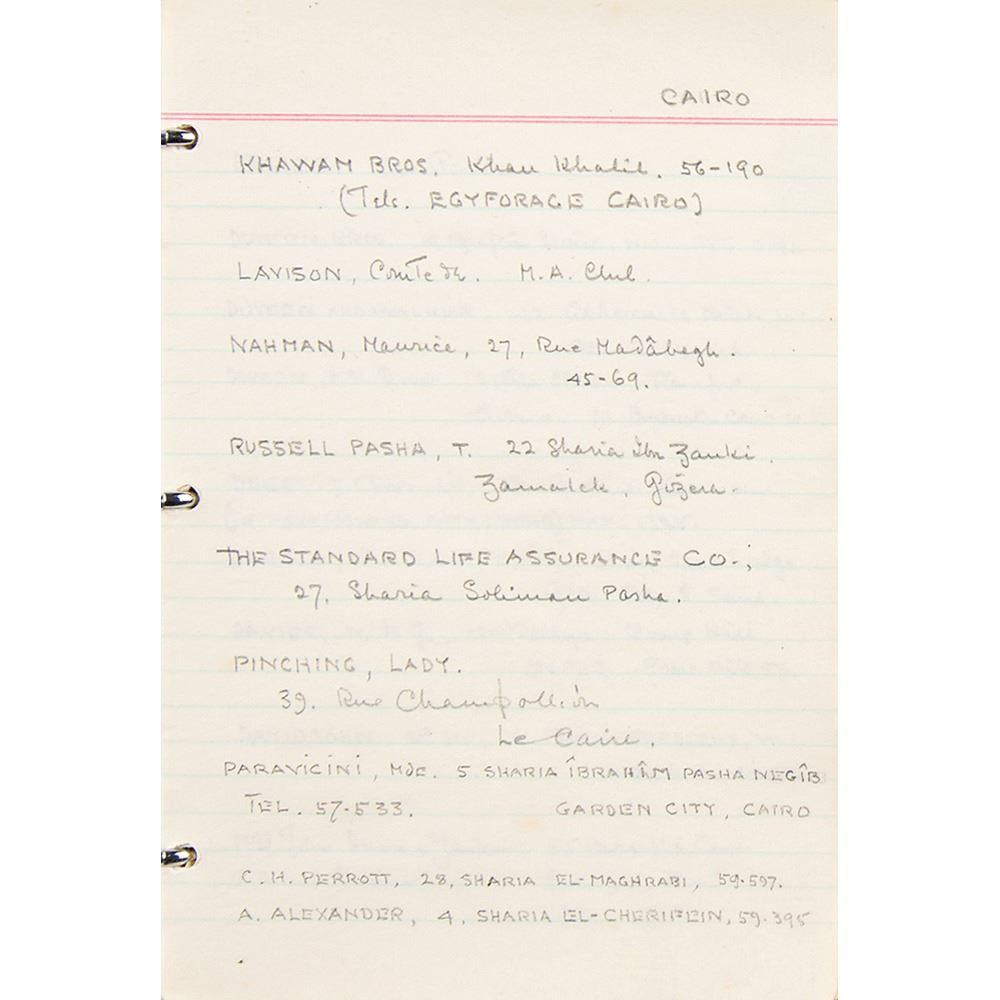 CAIRO
KHAWAM BROS. Khan Khalil. 56-190
(Tele. EGYFORAGE CAIRO)
LAVISON, Comte de. M.A. Club.
NAHMAN, Maurice, 27, Rue Madâbegh.
45-69.
RUSSELL PASHA, T. 22 Sharia ibn Zanki.
Zamalek. Gezira-
THE STANDARD LIFE ASSURANCE CO.,
27, Sharia Soliman Pasha.
PINCHING, LADY.
39. Rue Champollion
Le Caire.
PARAVICINI, MDE. 5 SHARIA ÎBRAHÎM PASHA NEGÎB
TEL. 57.533. GARDEN CITY, CAIRO
C. H. PERROTT, 28, SHARIA EL-MAGHRABI, 59.597.
A. ALEXANDER, 4, SHARIA EL-CHERIFEIN, 59.395